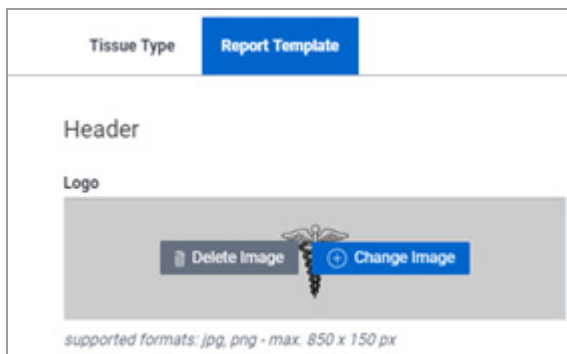 Tissue Type Report Template
Header
Logo
Delete Image Change Image
supported formats: jpg, png - max. 850 x 150 px